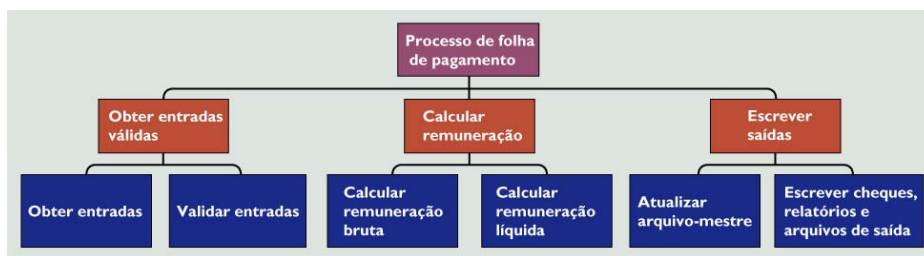 Processo de folha
de pagamento
Obter entradas
válidas
Calcular
remuneração
Escrever
saídas
Obter entradas
Validar entradas
Calcular
remuneração
bruta
Calcular
remuneração
líquida
Atualizar
arquivo-mestre
Escrever cheques,
relatórios e
arquivos de saída